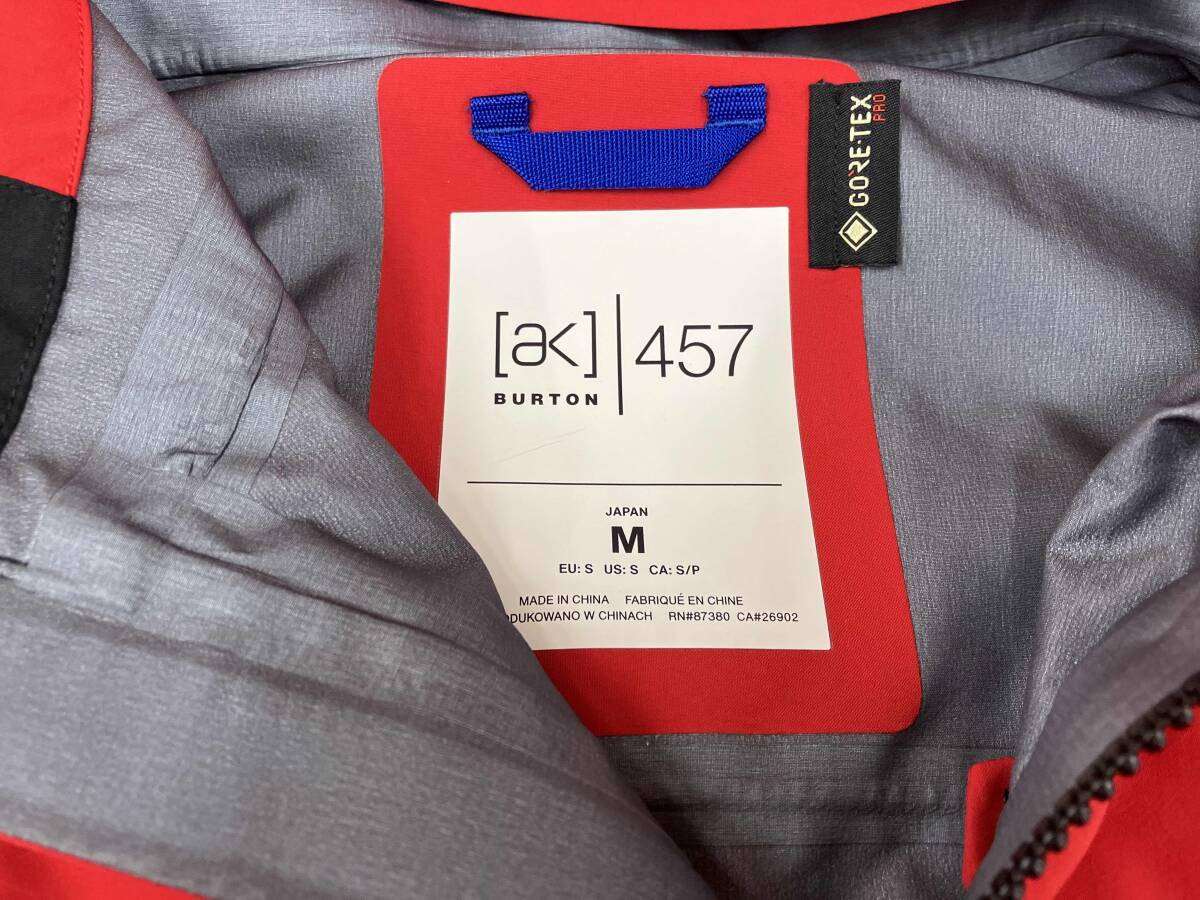 GORE-TEX
PRO
[ak] 457
BURTON
JAPAN
M
EU: S US: S CA: S/P
MADE IN CHINA FABRIQUÉ EN CHINE
W CHINACH RN#87380 CA#26902